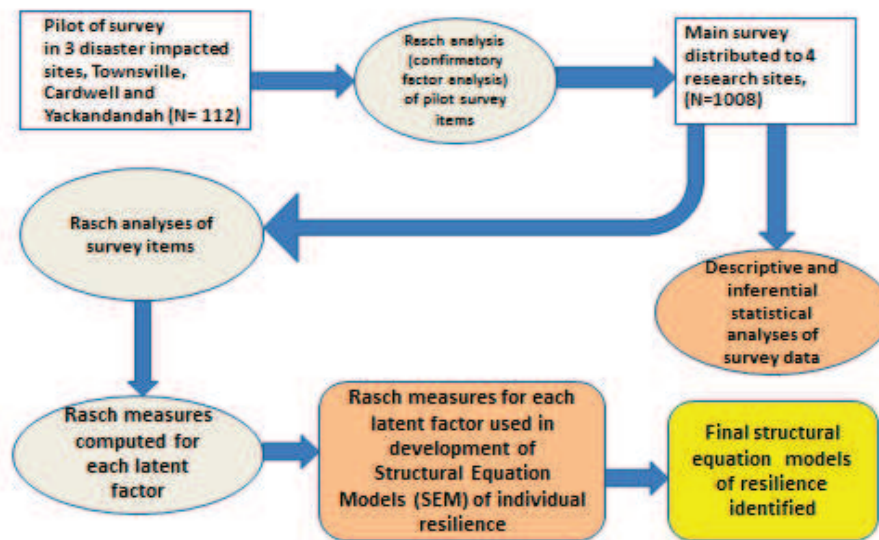 Pilot of survey
in 3 disaster impacted
sites, Townsville,
Cardwell and
Yackandandah (N= 112)
Rasch analysis
(confirmatory
factor analysis)
of pilot survey
items
Main survey
distributed to 4
research sites,
(N=1008)
Rasch analyses of
survey items
Descriptive and
inferential
statistical
analyses of
survey data
Rasch measures
computed for
each latent
factor
Rasch measures for each
latent factor used in
development of
Structural Equation
Models (SEM) of individual
resilience
Final structural
equation models
of resilience
identified